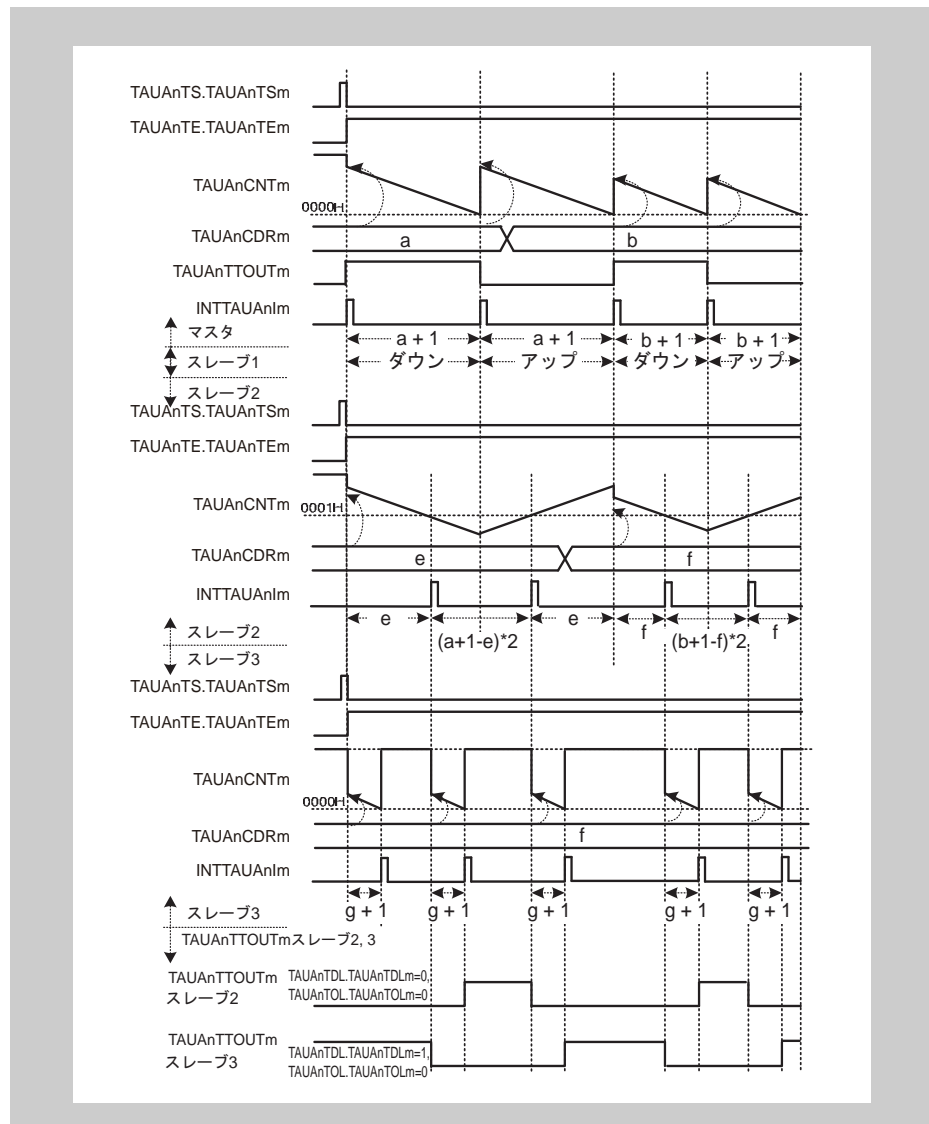 TAUAnTS.TAUAnTSm
TAUAnTE.TAUAnTEm
TAUAnCNTm
0000H
TAUAnCDRm
a
b
TAUAnTTOUTm
INTTAUAnIm
マスタ
a + 1
a + 1
b + 1
b + 1
スレーブ1
ダウン
アップ
ダウン
アップ
スレーブ2
TAUAnTS.TAUAnTSm
TAUAnTE.TAUAnTEm
TAUAnCNTm
0001H
TAUAnCDRm
e
f
INTTAUAnIm
e
(a+1-e)*2
e
f
(b+1-f)*2
f
スレーブ2
スレーブ3
TAUAnTS.TAUAnTSm
TAUAnTE.TAUAnTEm
TAUAnCNTm
0000H
TAUAnCDRm
f
INTTAUAnIm
g + 1
g + 1
g + 1
g + 1
g + 1
スレーブ3
TAUAnTTOUTmスレーブ2, 3
TAUAnTTOUTm
スレーブ2
TAUAnTDL.TAUAnTDLm=0,
TAUAnTOL.TAUAnTOLm=0
TAUAnTTOUTm
スレーブ3
TAUAnTDL.TAUAnTDLm=1,
TAUAnTOL.TAUAnTOLm=0